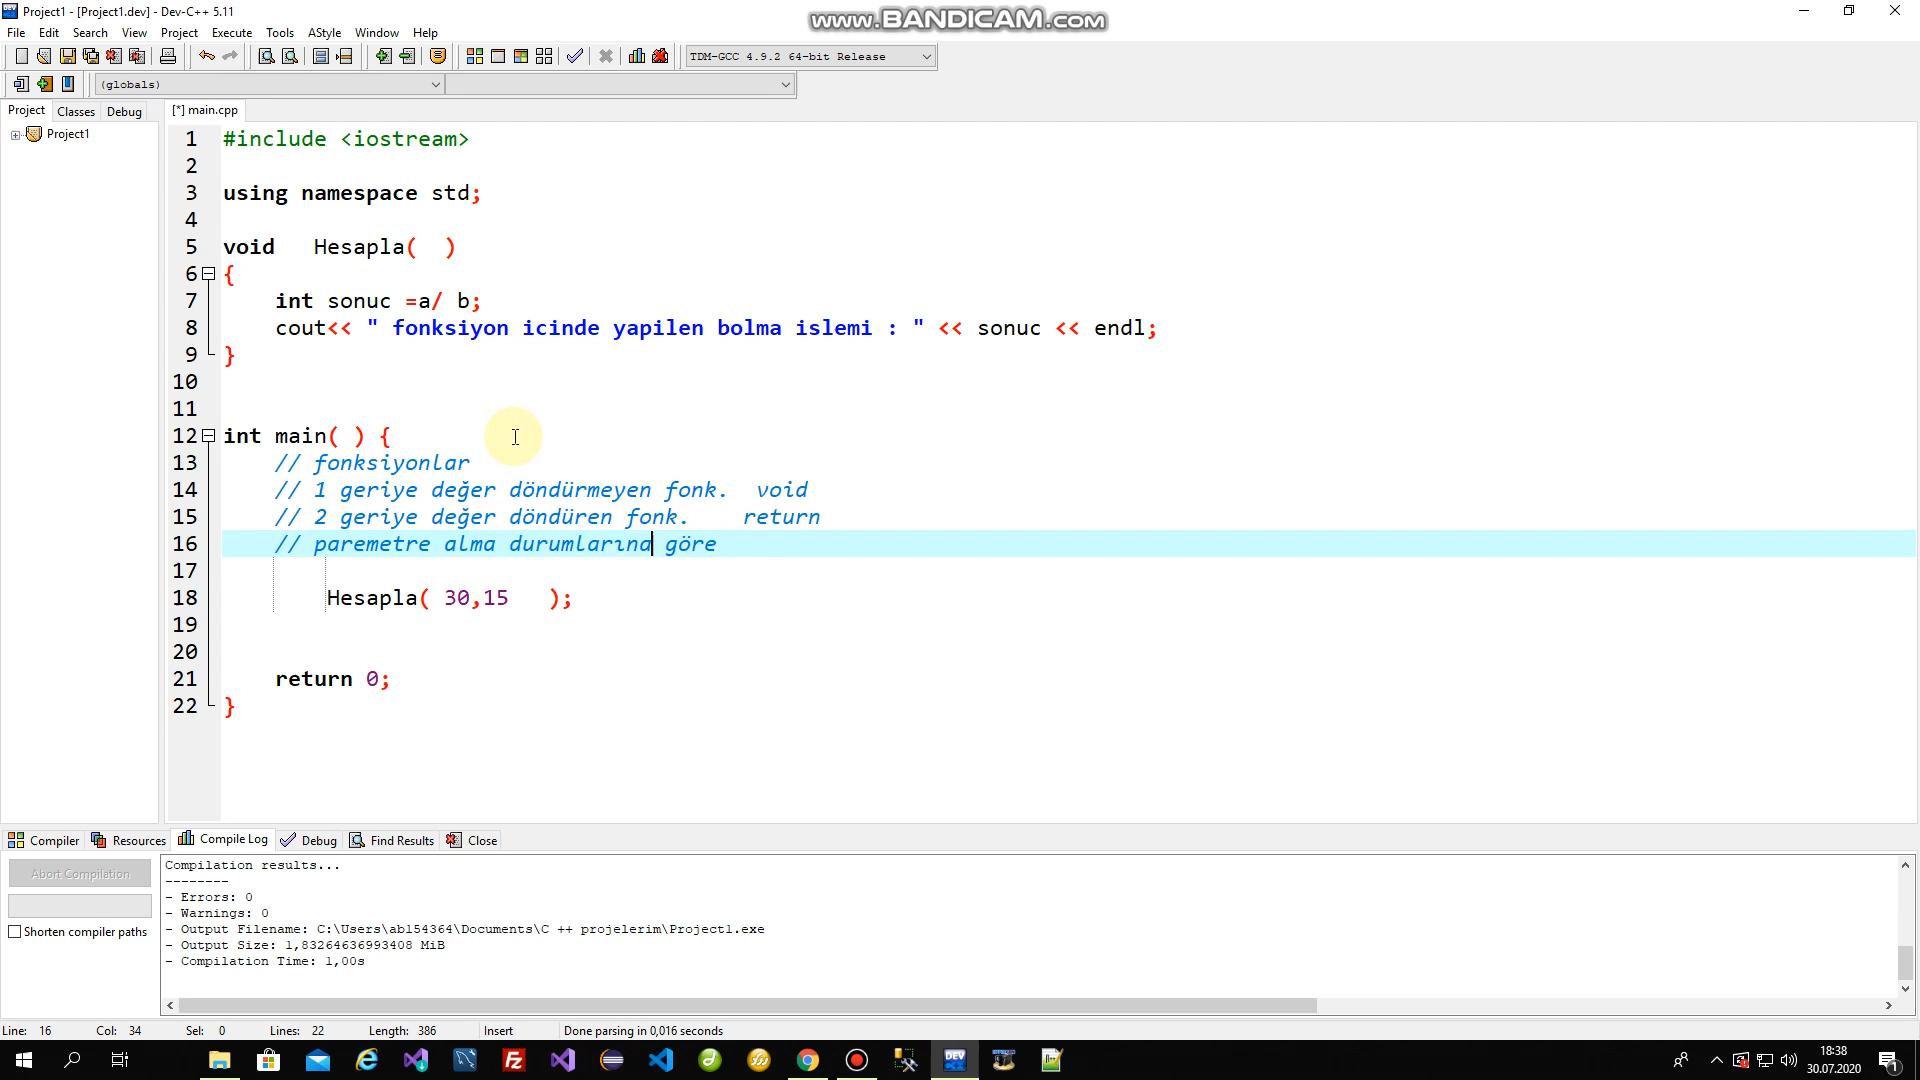 Project1 - [Project1.dev] - Dev-C++ 5.11
www.BANDICAM.com
File Edit Search View Project Execute Tools AStyle Window Help
TDM-GCC 4.9.2 64-bit Release
(globals)
Project Classes Debug [*] main.cpp
Project1
1 #include <iostream>
2
3 using namespace std;
4
5 void   Hesapla(  )
6 {
7     int sonuc =a/ b;
8     cout<< " fonksiyon icinde yapilen bolma islemi : " << sonuc << endl;
9 }
10
11
12 int main( ) {
13     // fonksiyonlar
14     // 1 geriye değer döndürmeyen fonk.  void
15     // 2 geriye değer döndüren fonk.    return
16     // paremetre alma durumlarına göre
17
18         Hesapla( 30,15   );
19
20
21     return 0;
22 }
Compiler Resources Compile Log Debug Find Results Close
Abort Compilation
Shorten compiler paths
Compilation results...
--------
- Errors: 0
- Warnings: 0
- Output Filename: C:\Users\ab154364\Documents\C ++ projelerim\Project1.exe
- Output Size: 1,83264636993408 MiB
- Compilation Time: 1,00s
Line: 16 Col: 34 Sel: 0 Lines: 22 Length: 386 Insert Done parsing in 0,016 seconds
DEV
18:38
30.07.2020
1